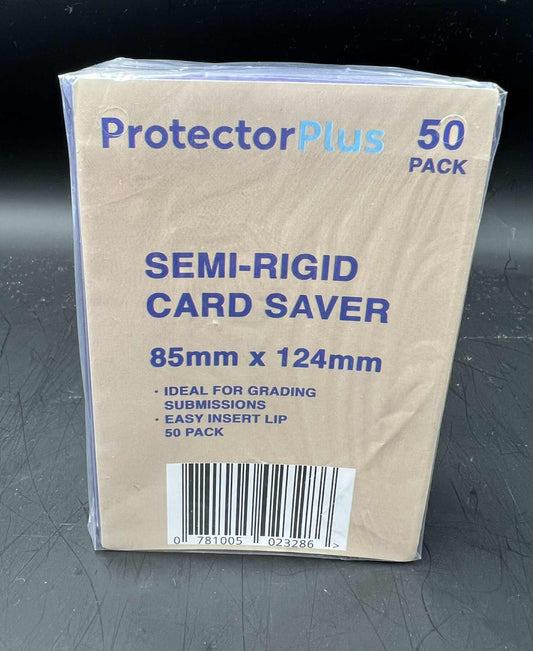 ProtectorPlus
50
PACK
SEMI-RIGID
CARD SAVER
85mm x 124mm
· IDEAL FOR GRADING
SUBMISSIONS
· EASY INSERT LIP
50 PACK
0 781005 023286 >